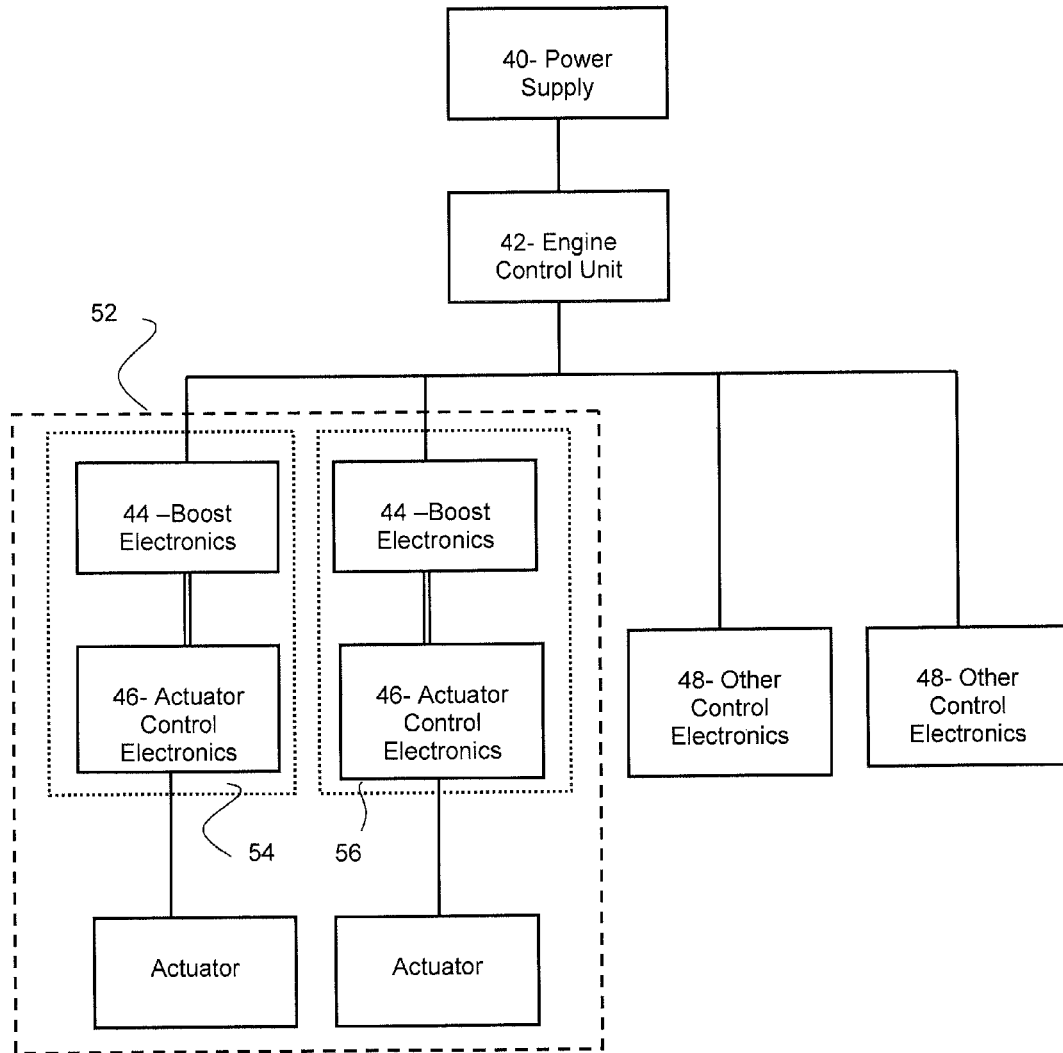 40- Power
Supply
42- Engine
Control Unit
52
44 –Boost
Electronics
44 –Boost
Electronics
46- Actuator
Control
Electronics
46- Actuator
Control
Electronics
48- Other
Control
Electronics
48- Other
Control
Electronics
54
56
Actuator
Actuator